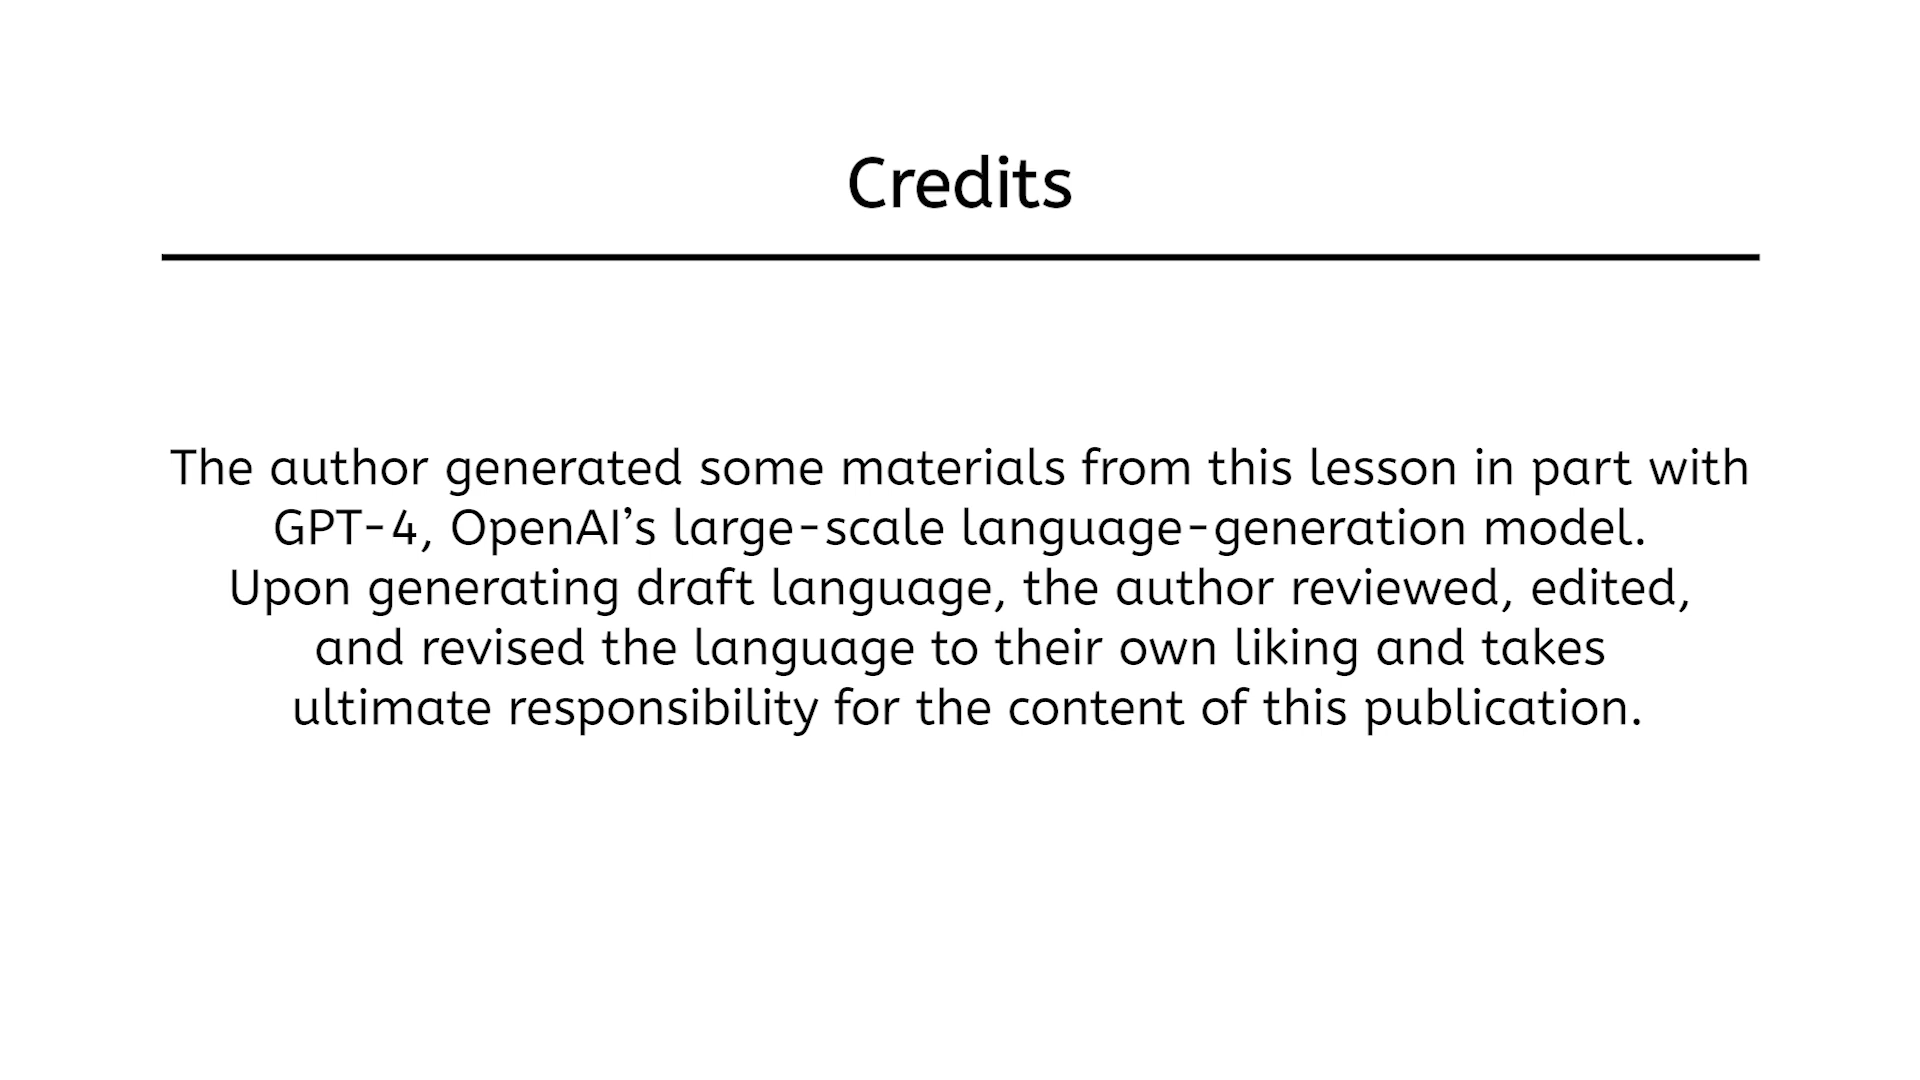 Credits
The author generated some materials from this lesson in part with
GPT-4, OpenAI’s large-scale language-generation model.
Upon generating draft language, the author reviewed, edited,
and revised the language to their own liking and takes
ultimate responsibility for the content of this publication.